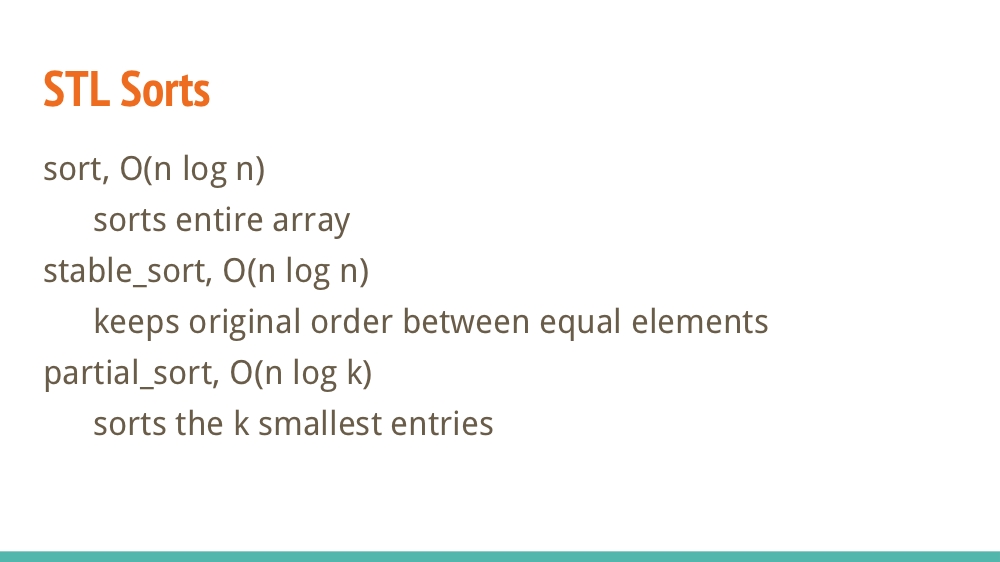 STL Sorts
sort, O(n log n)
sorts entire array
stable_sort, O(n log n)
keeps original order between equal elements
partial_sort, O(n log k)
sorts the k smallest entries